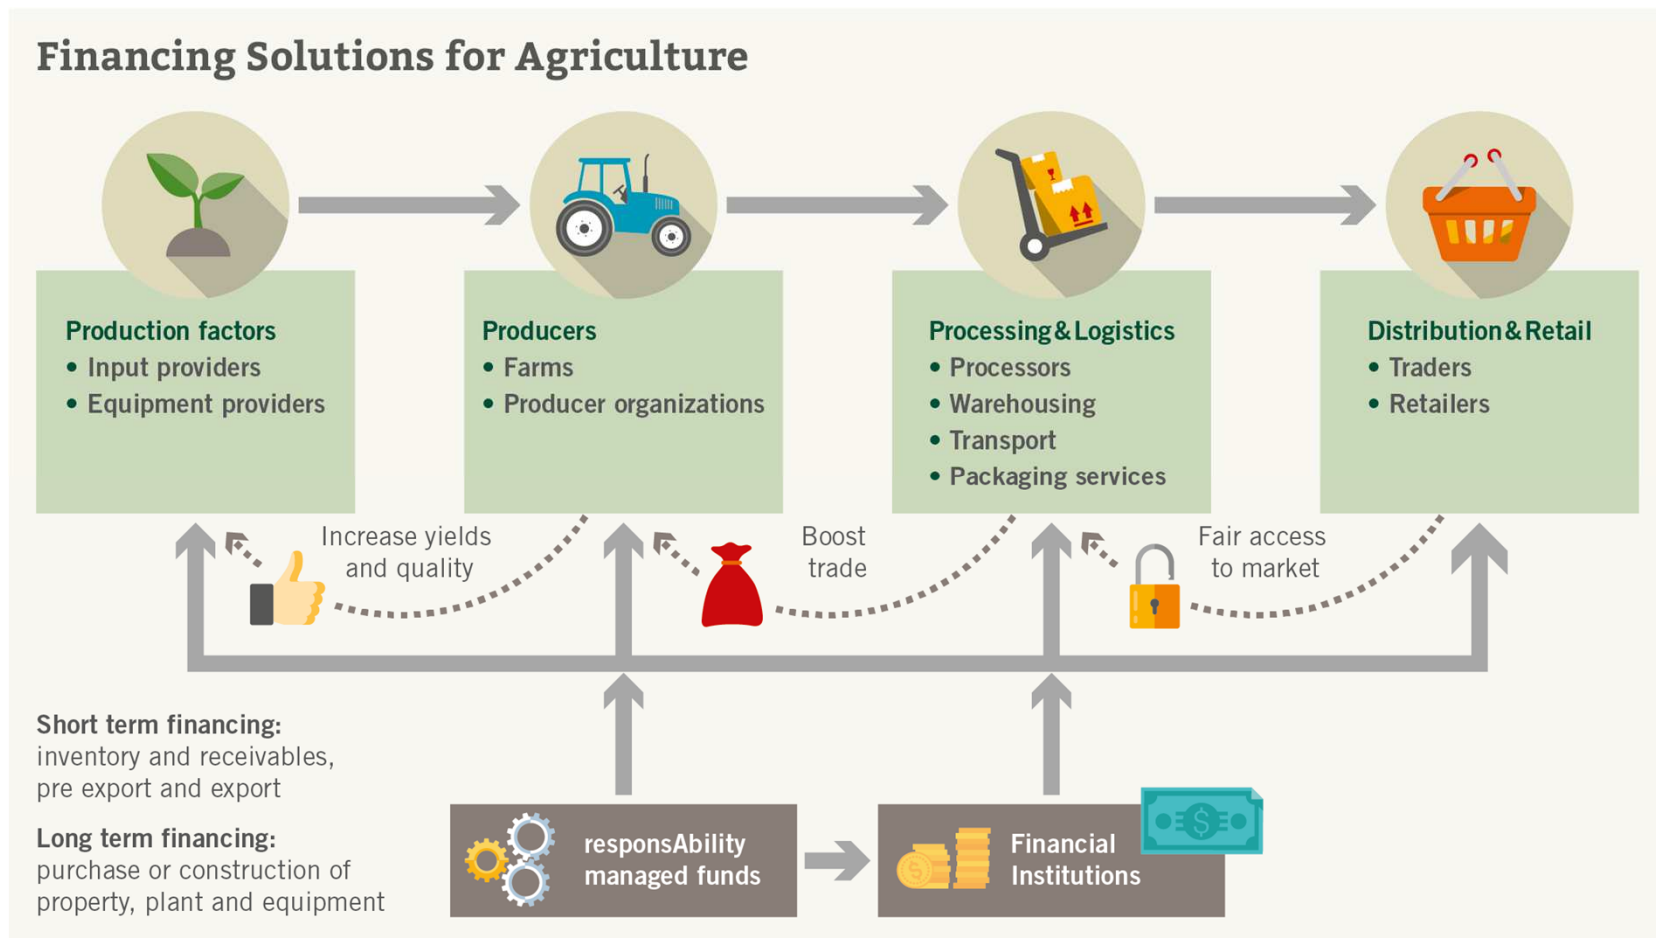 Financing Solutions for Agriculture
Production factors
• Input providers
• Equipment providers
Producers
• Farms
• Producer organizations
Processing & Logistics
• Processors
• Warehousing
• Transport
• Packaging services
Distribution & Retail
• Traders
• Retailers
Increase yields
and quality
Boost
trade
Fair access
to market
Short term financing:
inventory and receivables,
pre export and export
Long term financing:
purchase or construction of
property, plant and equipment
responsAbility
managed funds
Financial
Institutions
$
$